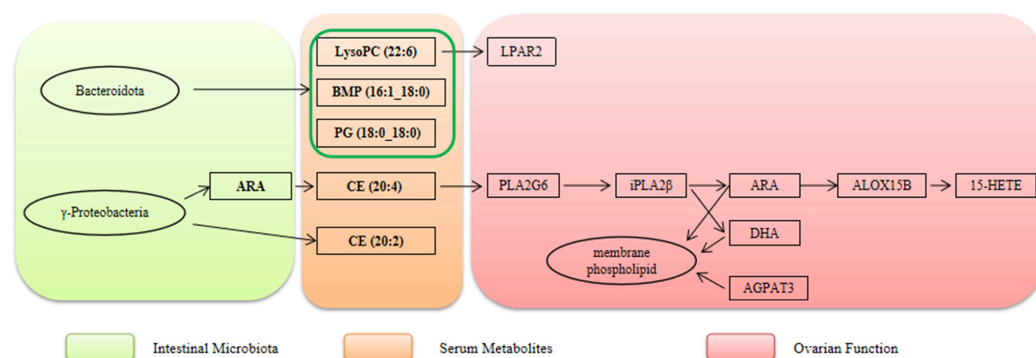 LysoPC (22:6)
LPAR2
Bacteroidota
BMP (16:1_18:0)
PG (18:0_18:0)
ARA
CE (20:4)
PLA2G6
iPLA2β
ARA
ALOX15B
15-HETE
γ-Proteobacteria
CE (20:2)
DHA
membrane
phospholipid
AGPAT3
Intestinal Microbiota
Serum Metabolites
Ovarian Function